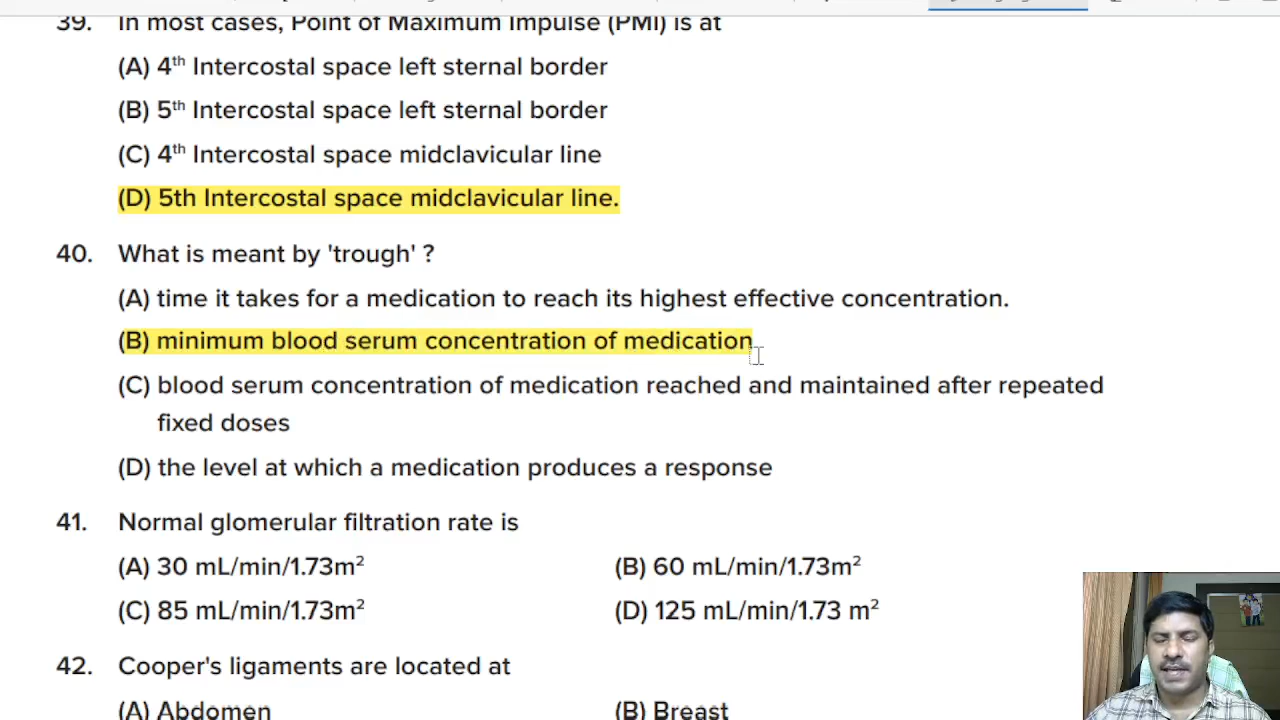 39. In most cases, Point of Maximum Impulse (PMI) is at
(A) 4th Intercostal space left sternal border
(B) 5th Intercostal space left sternal border
(C) 4th Intercostal space midclavicular line
(D) 5th Intercostal space midclavicular line.
40. What is meant by 'trough' ?
(A) time it takes for a medication to reach its highest effective concentration.
(B) minimum blood serum concentration of medication
(C) blood serum concentration of medication reached and maintained after repeated
fixed doses
(D) the level at which a medication produces a response
41. Normal glomerular filtration rate is
(A) 30 mL/min/1.73m² (B) 60 mL/min/1.73m²
(C) 85 mL/min/1.73m² (D) 125 mL/min/1.73 m²
42. Cooper's ligaments are located at
(A) Abdomen (B) Breast